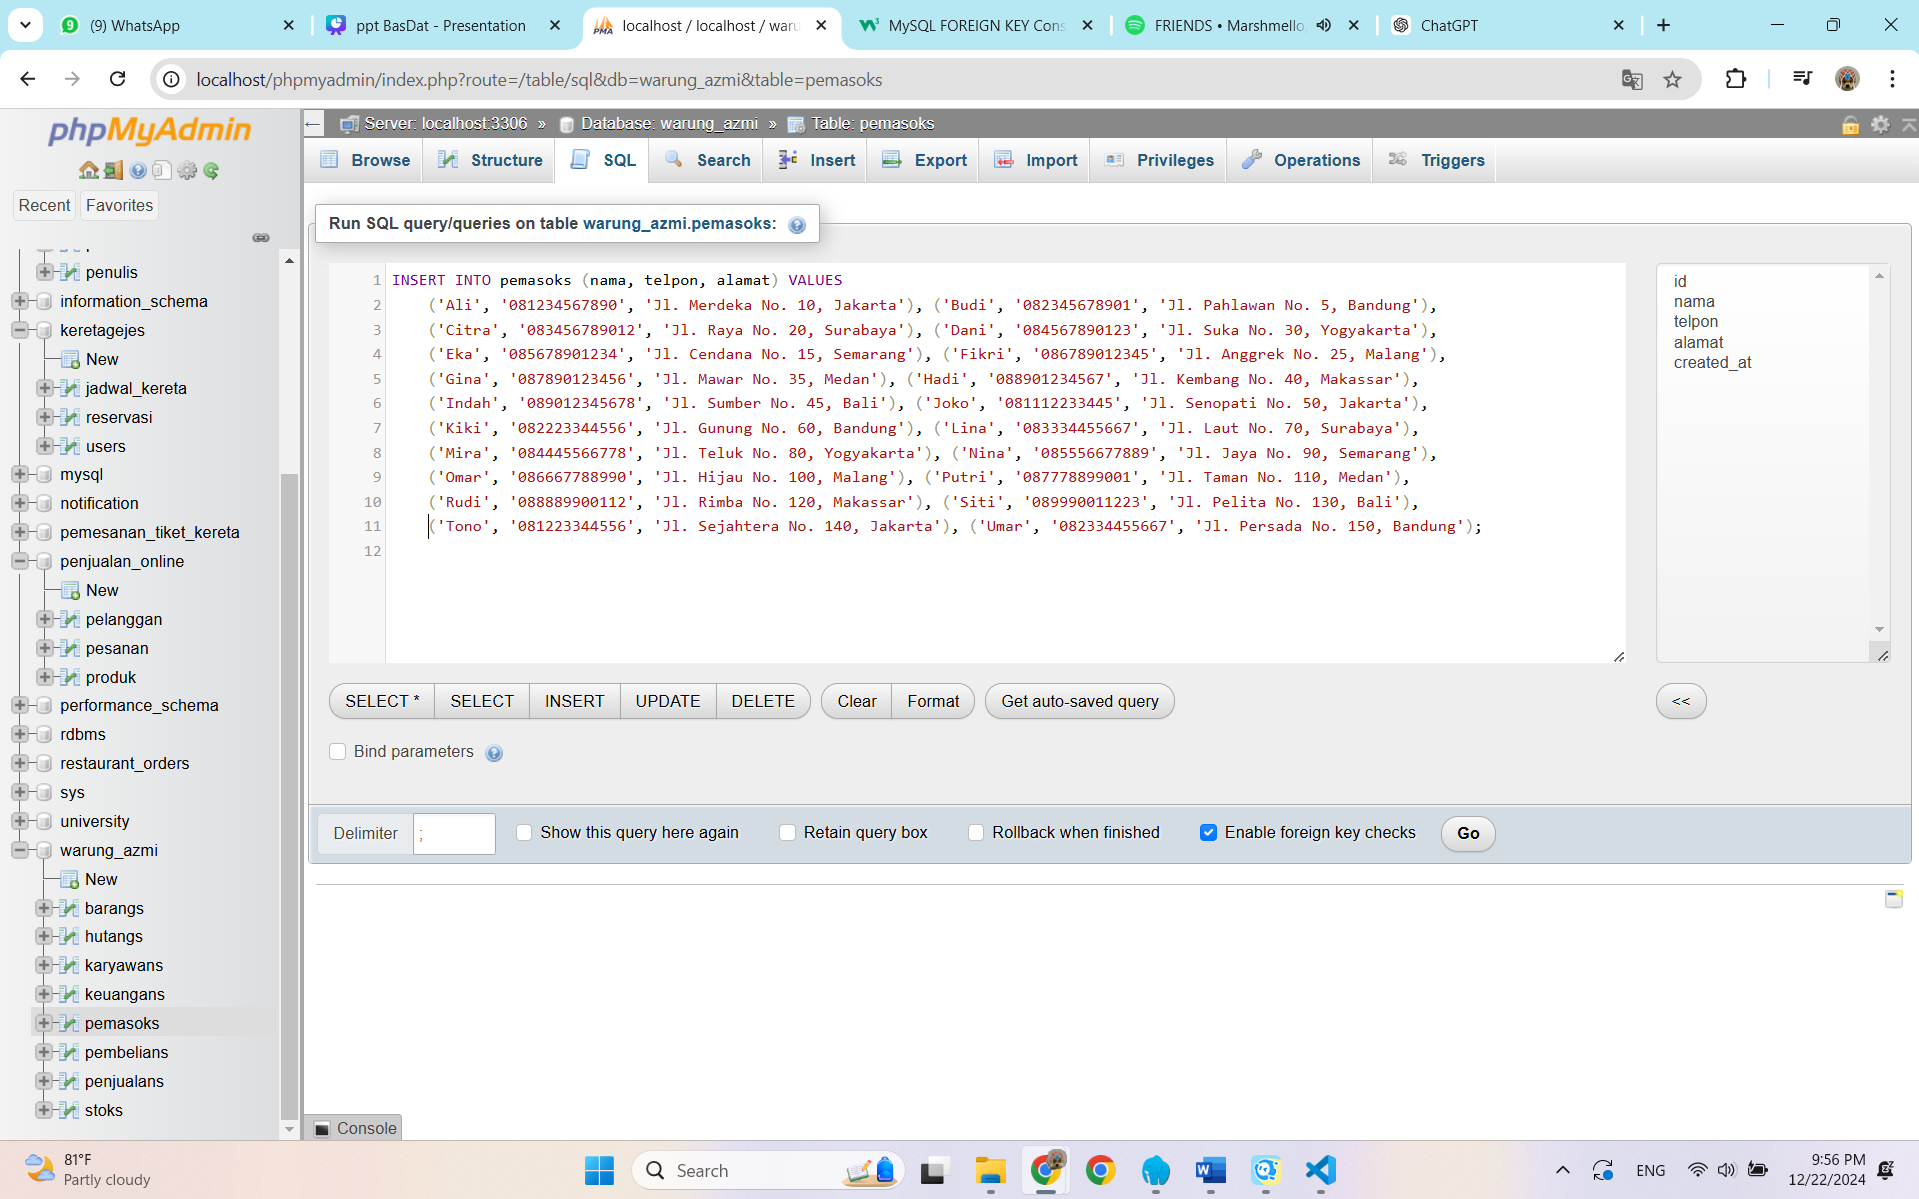 (9) WhatsApp
ppt BasDat - Presentation
localhost / localhost / waru
MySQL FOREIGN KEY Cons
FRIENDS • Marshmello,
ChatGPT
localhost/phpmyadmin/index.php?route=/table/sql&db=warung_azmi&table=pemasoks
phpMyAdmin
Recent
Favorites
penulis
information_schema
keretagejes
New
jadwal_kereta
reservasi
users
mysql
notification
pemesanan_tiket_kereta
penjualan_online
New
pelanggan
pesanan
produk
performance_schema
rdbms
restaurant_orders
sys
university
warung_azmi
New
barangs
hutangs
karyawans
keuangans
pemasoks
pembelians
penjualans
stoks
Server: localhost:3306 » Database: warung_azmi » Table: pemasoks
Browse Structure SQL Search Insert Export Import Privileges Operations Triggers
Run SQL query/queries on table warung_azmi.pemasoks:
1 INSERT INTO pemasoks (nama, telpon, alamat) VALUES
2 ('Ali', '081234567890', 'Jl. Merdeka No. 10, Jakarta'), ('Budi', '082345678901', 'Jl. Pahlawan No. 5, Bandung'),
3 ('Citra', '083456789012', 'Jl. Raya No. 20, Surabaya'), ('Dani', '084567890123', 'Jl. Suka No. 30, Yogyakarta'),
4 ('Eka', '085678901234', 'Jl. Cendana No. 15, Semarang'), ('Fikri', '086789012345', 'Jl. Anggrek No. 25, Malang'),
5 ('Gina', '087890123456', 'Jl. Mawar No. 35, Medan'), ('Hadi', '088901234567', 'Jl. Kembang No. 40, Makassar'),
6 ('Indah', '089012345678', 'Jl. Sumber No. 45, Bali'), ('Joko', '081112233445', 'Jl. Senopati No. 50, Jakarta'),
7 ('Kiki', '082223344556', 'Jl. Gunung No. 60, Bandung'), ('Lina', '083334455667', 'Jl. Laut No. 70, Surabaya'),
8 ('Mira', '084445566778', 'Jl. Teluk No. 80, Yogyakarta'), ('Nina', '085556677889', 'Jl. Jaya No. 90, Semarang'),
9 ('Omar', '086667788990', 'Jl. Hijau No. 100, Malang'), ('Putri', '087778899001', 'Jl. Taman No. 110, Medan'),
10 ('Rudi', '088889900112', 'Jl. Rimba No. 120, Makassar'), ('Siti', '089990011223', 'Jl. Pelita No. 130, Bali'),
11 ('Tono', '081223344556', 'Jl. Sejahtera No. 140, Jakarta'), ('Umar', '082334455667', 'Jl. Persada No. 150, Bandung');
12
id
nama
telpon
alamat
created_at
SELECT * SELECT INSERT UPDATE DELETE Clear Format Get auto-saved query <<
Bind parameters
Delimiter ; Show this query here again Retain query box Rollback when finished Enable foreign key checks Go
Console
81°F
Partly cloudy
Search
ENG
9:56 PM
12/22/2024